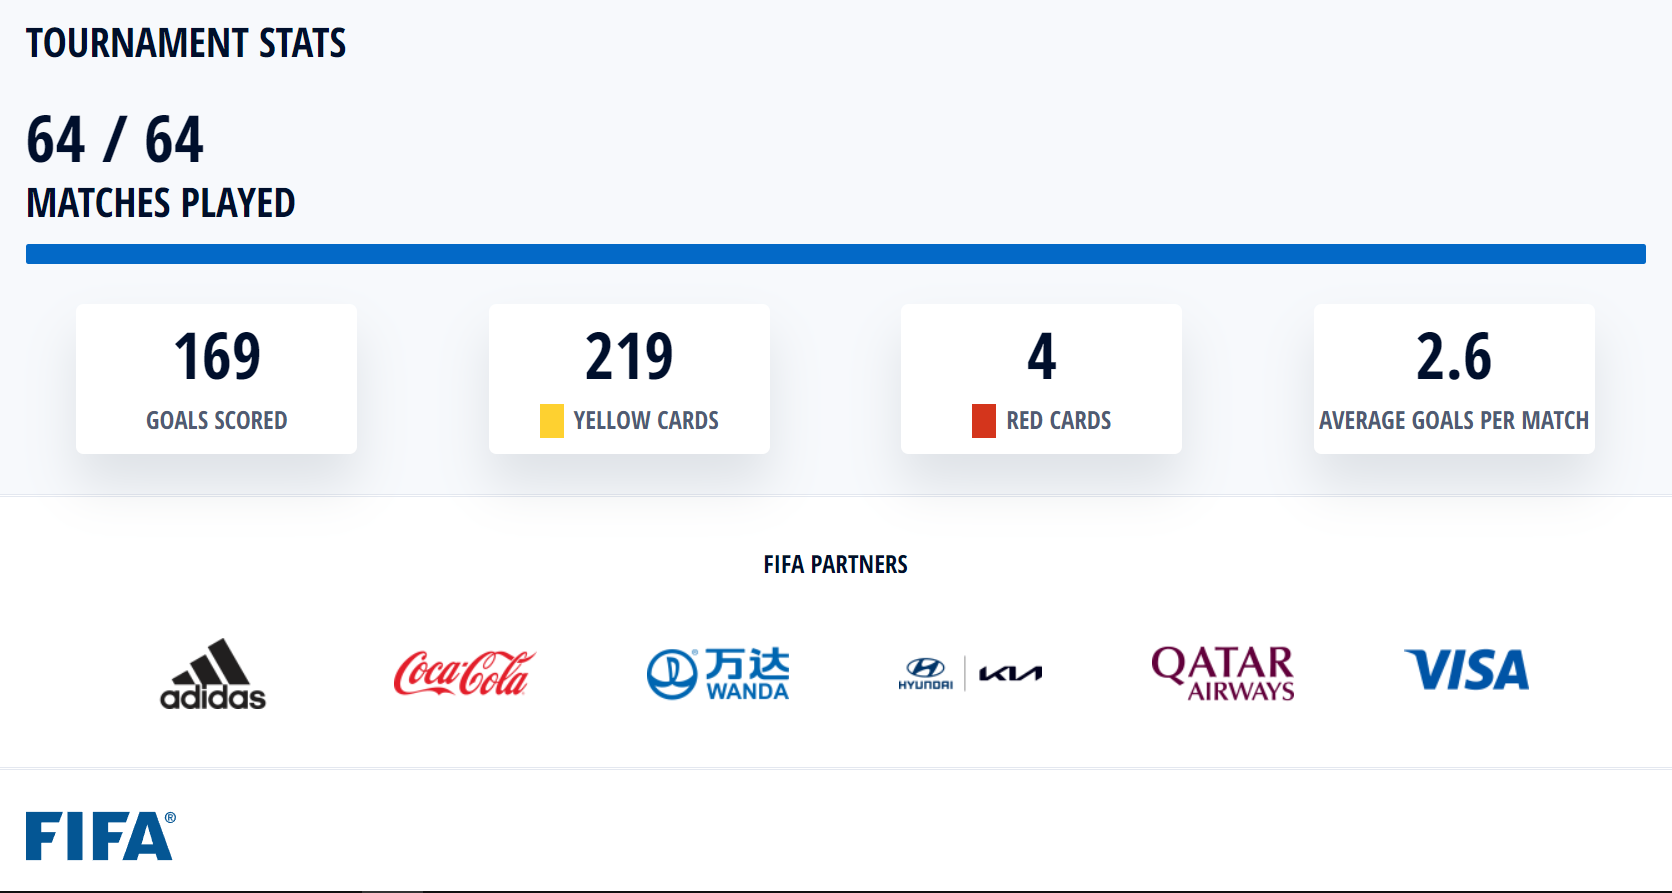 TOURNAMENT STATS
64 / 64
MATCHES PLAYED
169
GOALS SCORED
219
YELLOW CARDS
4
RED CARDS
2.6
AVERAGE GOALS PER MATCH
FIFA PARTNERS
adidas
Coca-Cola
® 万达
WANDA
HYUNDAI
KIA
QATAR
AIRWAYS
VISA
FIFA®